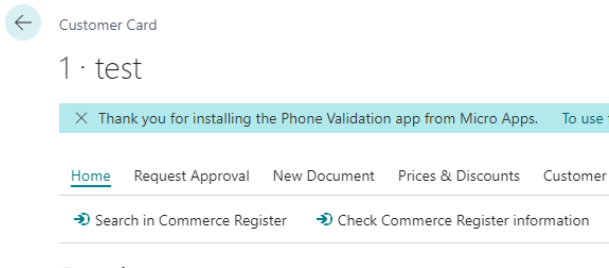 Customer Card
1 · test
Thank you for installing the Phone Validation app from Micro Apps. To use
Home Request Approval New Document Prices & Discounts Customer
Search in Commerce Register Check Commerce Register information